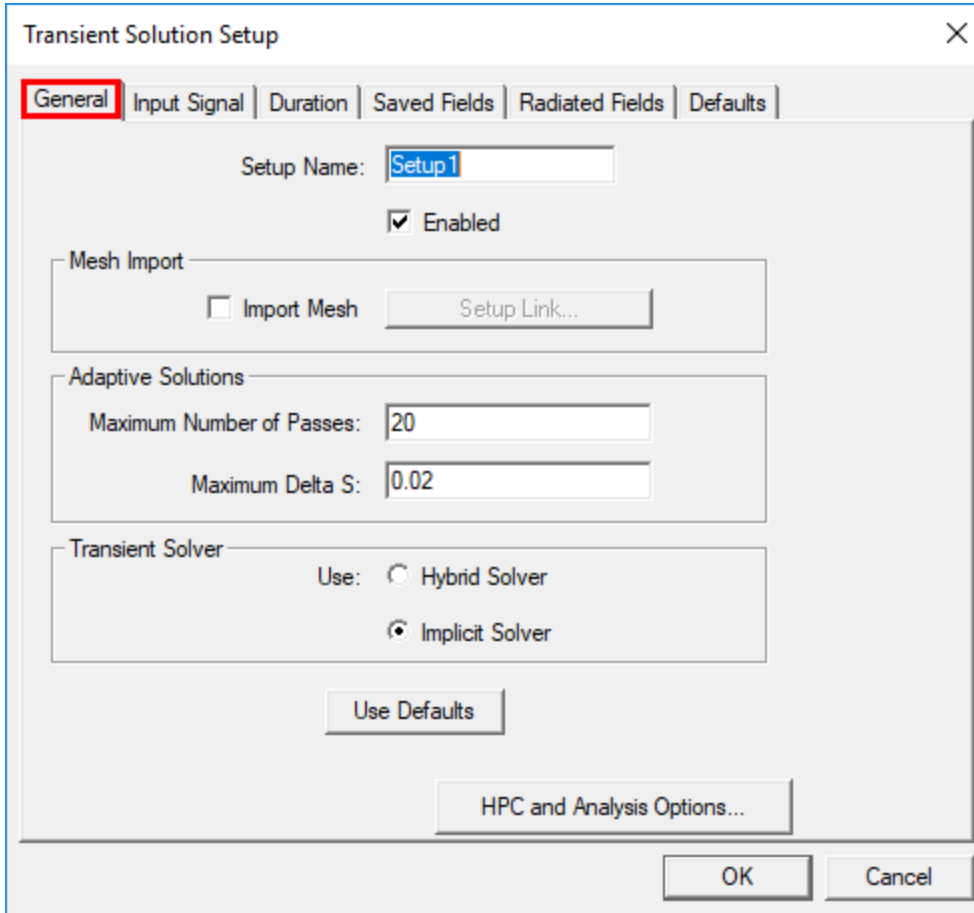 Transient Solution Setup
General Input Signal Duration Saved Fields Radiated Fields Defaults
Setup Name: Setup1
Enabled
Mesh Import
Import Mesh Setup Link...
Adaptive Solutions
Maximum Number of Passes: 20
Maximum Delta S: 0.02
Transient Solver
Use: Hybrid Solver
Implicit Solver
Use Defaults
HPC and Analysis Options...
OK Cancel